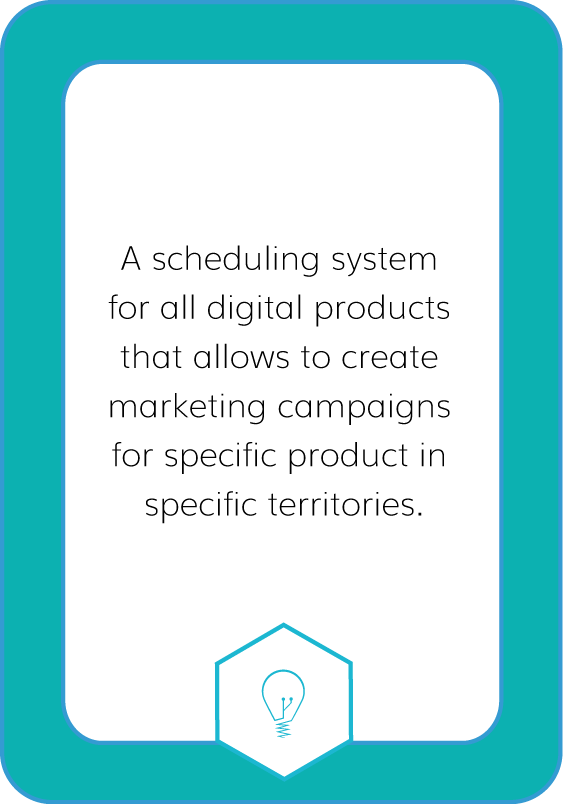 A scheduling system
for all digital products
that allows to create
marketing campaigns
for specific product in
specific territories.